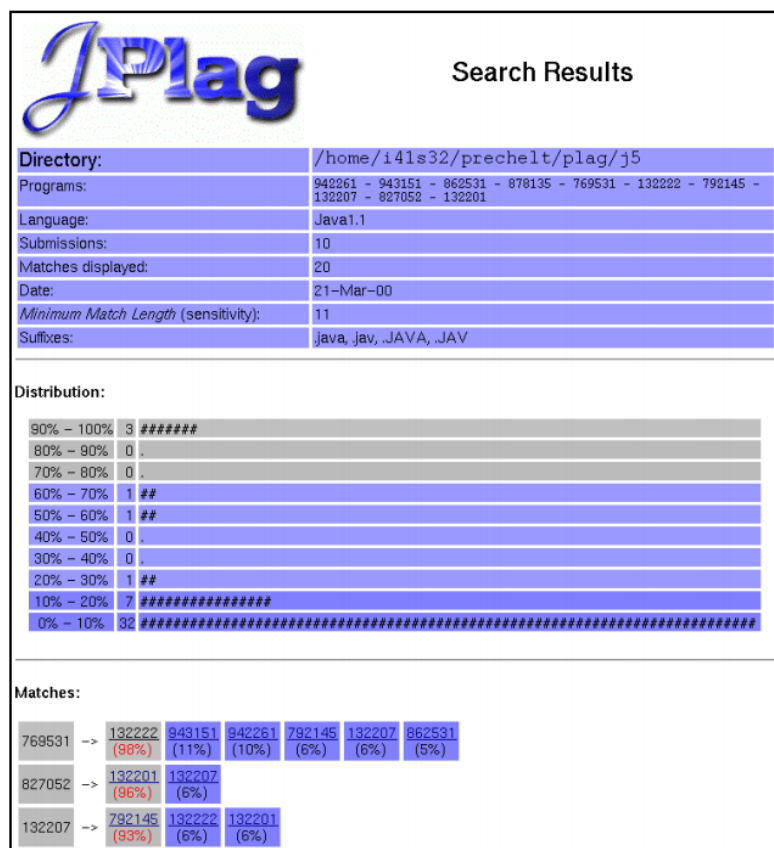 JPlag
Search Results
Directory: /home/i41s32/prechelt/plag/j5
Programs: 942261 - 943151 - 862531 - 878135 - 769531 - 132222 - 792145 -
132207 - 827052 - 132201
Language: Java1.1
Submissions: 10
Matches displayed: 20
Date: 21-Mar-00
Minimum Match Length (sensitivity): 11
Suffixes: .java, .jav, .JAVA, .JAV
Distribution:
90% - 100% 3 #######
80% - 90% 0 .
70% - 80% 0 .
60% - 70% 1 ##
50% - 60% 1 ##
40% - 50% 0 .
30% - 40% 0 .
20% - 30% 1 ##
10% - 20% 7 ################
0% - 10% 32 ###########################################################################
Matches:
769531 -> 132222 943151 942261 792145 132207 862531
(98%) (11%) (10%) (6%) (6%) (5%)
827052 -> 132201 132207
(96%) (6%)
132207 -> 792145 132222 132201
(93%) (6%) (6%)